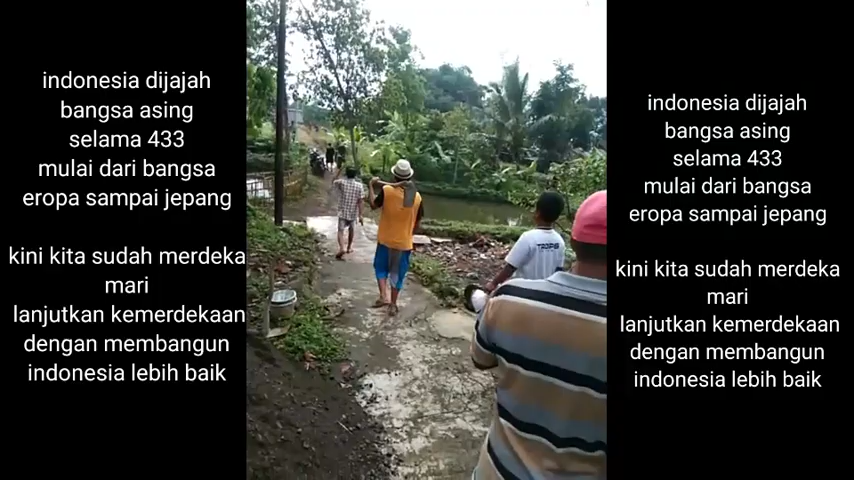 indonesia dijajah
bangsa asing
selama 433
mulai dari bangsa
eropa sampai jepang
kini kita sudah merdeka
mari
lanjutkan kemerdekaan
dengan membangun
indonesia lebih baik
TROPS
indonesia dijajah
bangsa asing
selama 433
mulai dari bangsa
eropa sampai jepang
kini kita sudah merdeka
mari
lanjutkan kemerdekaan
dengan membangun
indonesia lebih baik